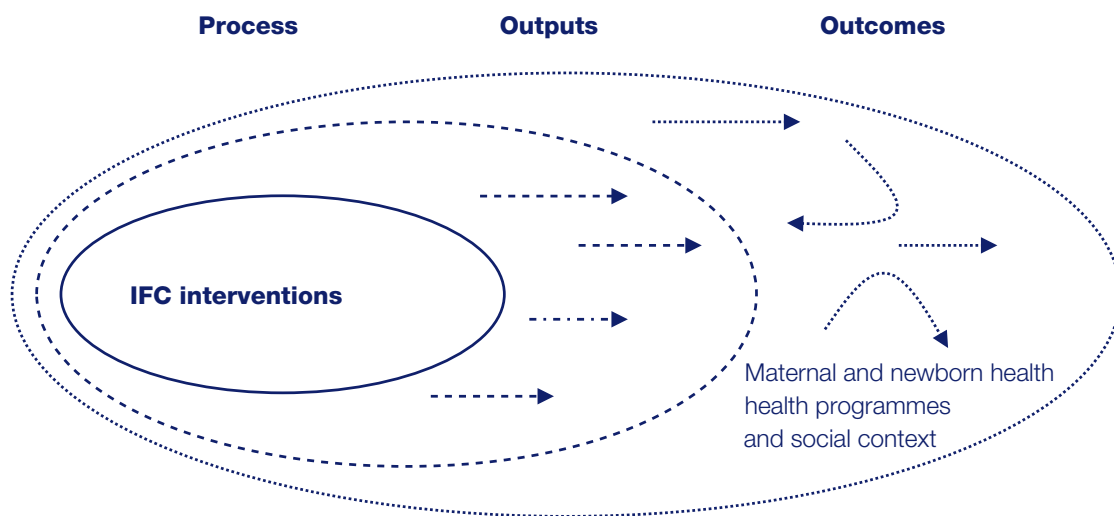 Process Outputs Outcomes
IFC interventions
Maternal and newborn health
health programmes
and social context